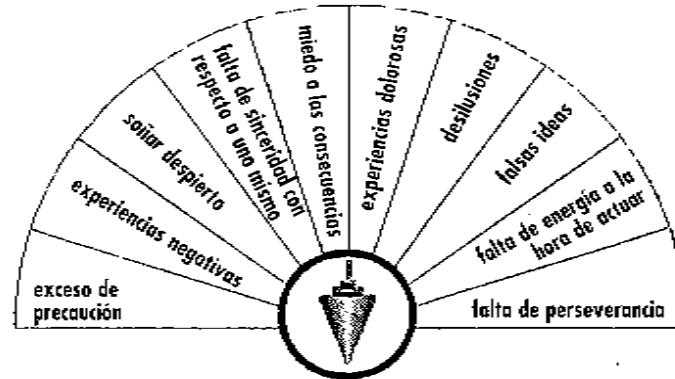 exceso de
precaución
experiencias negativas
soñar despierto
falta de sinceridad con
respecto a uno mismo
miedo a las consecuencias
experiencias dolorosas
desilusiones
falsas ideas
falta de energía a la
hora de actuar
falta de perseverancia